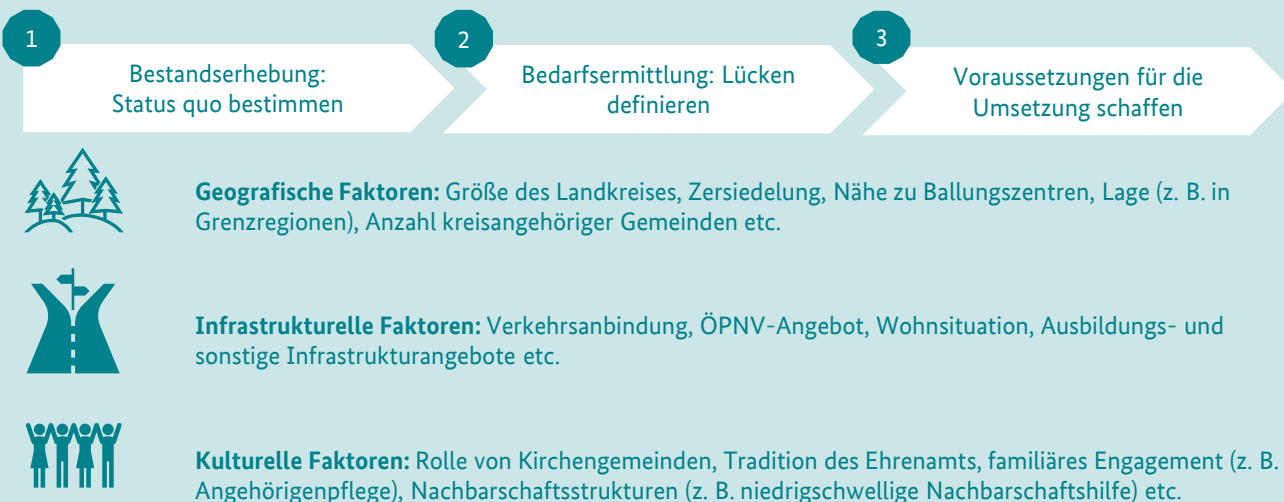 1
Bestandserhebung:
Status quo bestimmen
2
Bedarfsermittlung: Lücken
definieren
3
Voraussetzungen für die
Umsetzung schaffen
Geografische Faktoren: Größe des Landkreises, Zersiedelung, Nähe zu Ballungszentren, Lage (z. B. in
Grenzregionen), Anzahl kreisangehöriger Gemeinden etc.
Infrastrukturelle Faktoren: Verkehrsanbindung, ÖPNV-Angebot, Wohnsituation, Ausbildungs- und
sonstige Infrastrukturangebote etc.
Kulturelle Faktoren: Rolle von Kirchengemeinden, Tradition des Ehrenamts, familiäres Engagement (z. B.
Angehörigenpflege), Nachbarschaftsstrukturen (z. B. niedrigschwellige Nachbarschaftshilfe) etc.